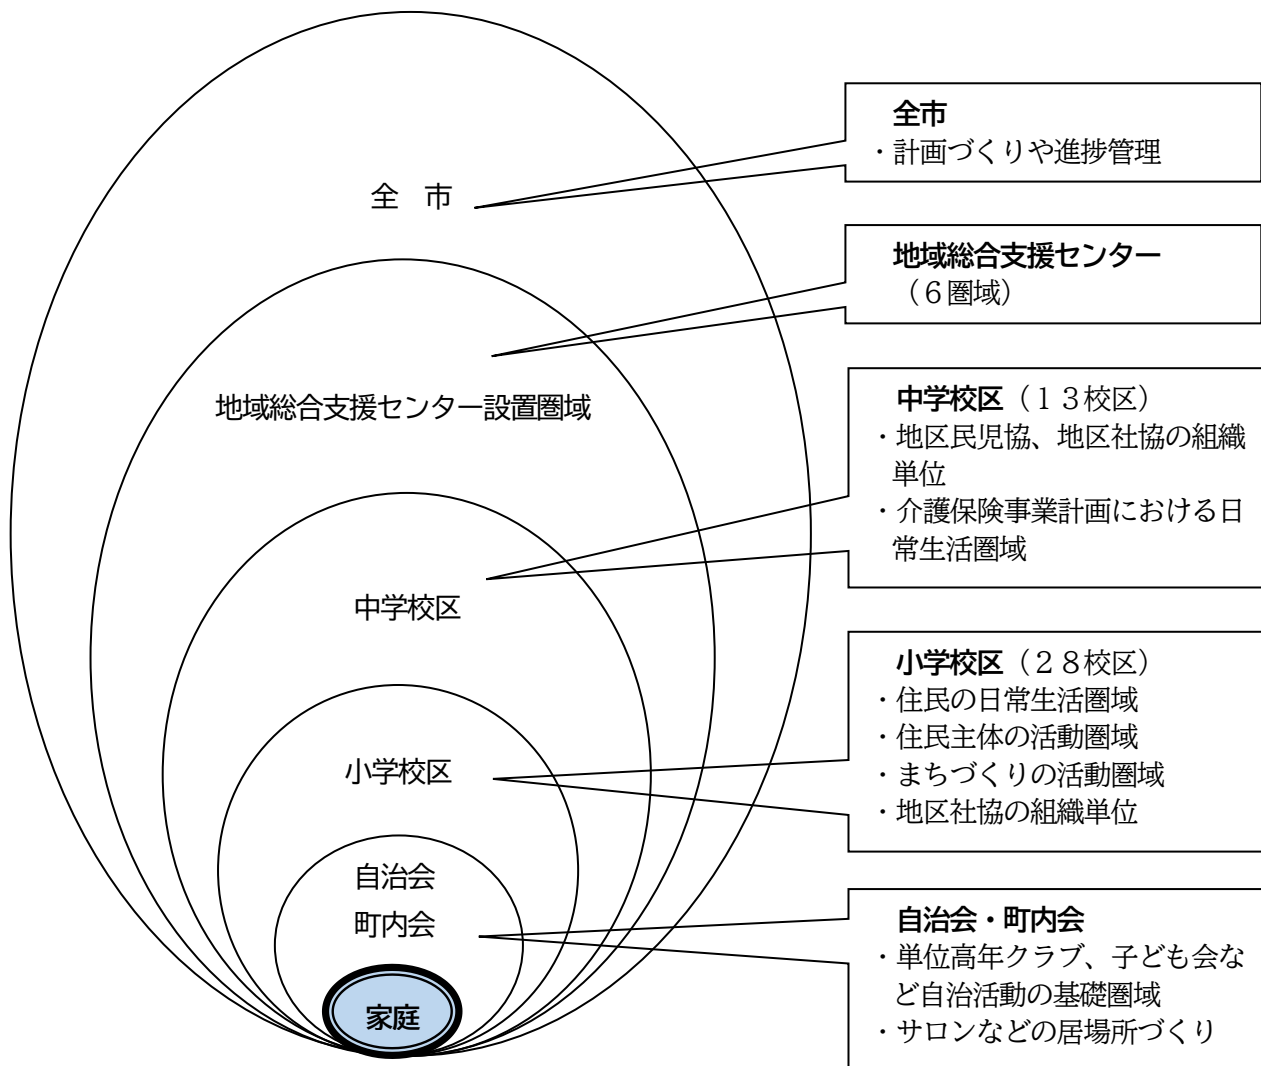 全　市
地域総合支援センター設置圏域
中学校区
小学校区
自治会
町内会
家庭
全市
・計画づくりや進捗管理
地域総合支援センター
（６圏域）
中学校区（１３校区）
・地区民児協、地区社協の組織
単位
・介護保険事業計画における日
常生活圏域
小学校区（２８校区）
・住民の日常生活圏域
・住民主体の活動圏域
・まちづくりの活動圏域
・地区社協の組織単位
自治会・町内会
・単位高年クラブ、子ども会な
ど自治活動の基礎圏域
・サロンなどの居場所づくり